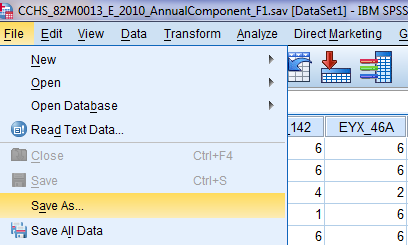 CCHS_82M0013_E_2010_AnnualComponent_F1.sav [DataSet1] - IBM SPSS
File Edit View Data Transform Analyze Direct Marketing
New
Open
Open Database
Read Text Data...
Close Ctrl+F4
Save Ctrl+S
Save As...
Save All Data
_142 EYX_46A
6 6
6 6
4 2
1 6
6 6